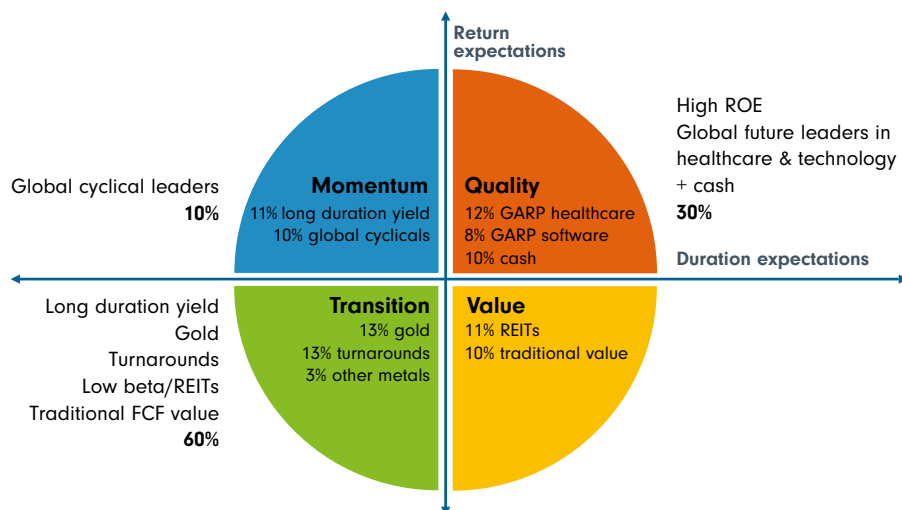 Return
expectations
High ROE
Global future leaders in
healthcare & technology
+ cash
30%
Global cyclical leaders
10%
Momentum
11% long duration yield
10% global cyclicals
Quality
12% GARP healthcare
8% GARP software
10% cash
Duration expectations
Long duration yield
Gold
Turnarounds
Low beta/REITs
Traditional FCF value
60%
Transition
13% gold
13% turnarounds
3% other metals
Value
11% REITs
10% traditional value